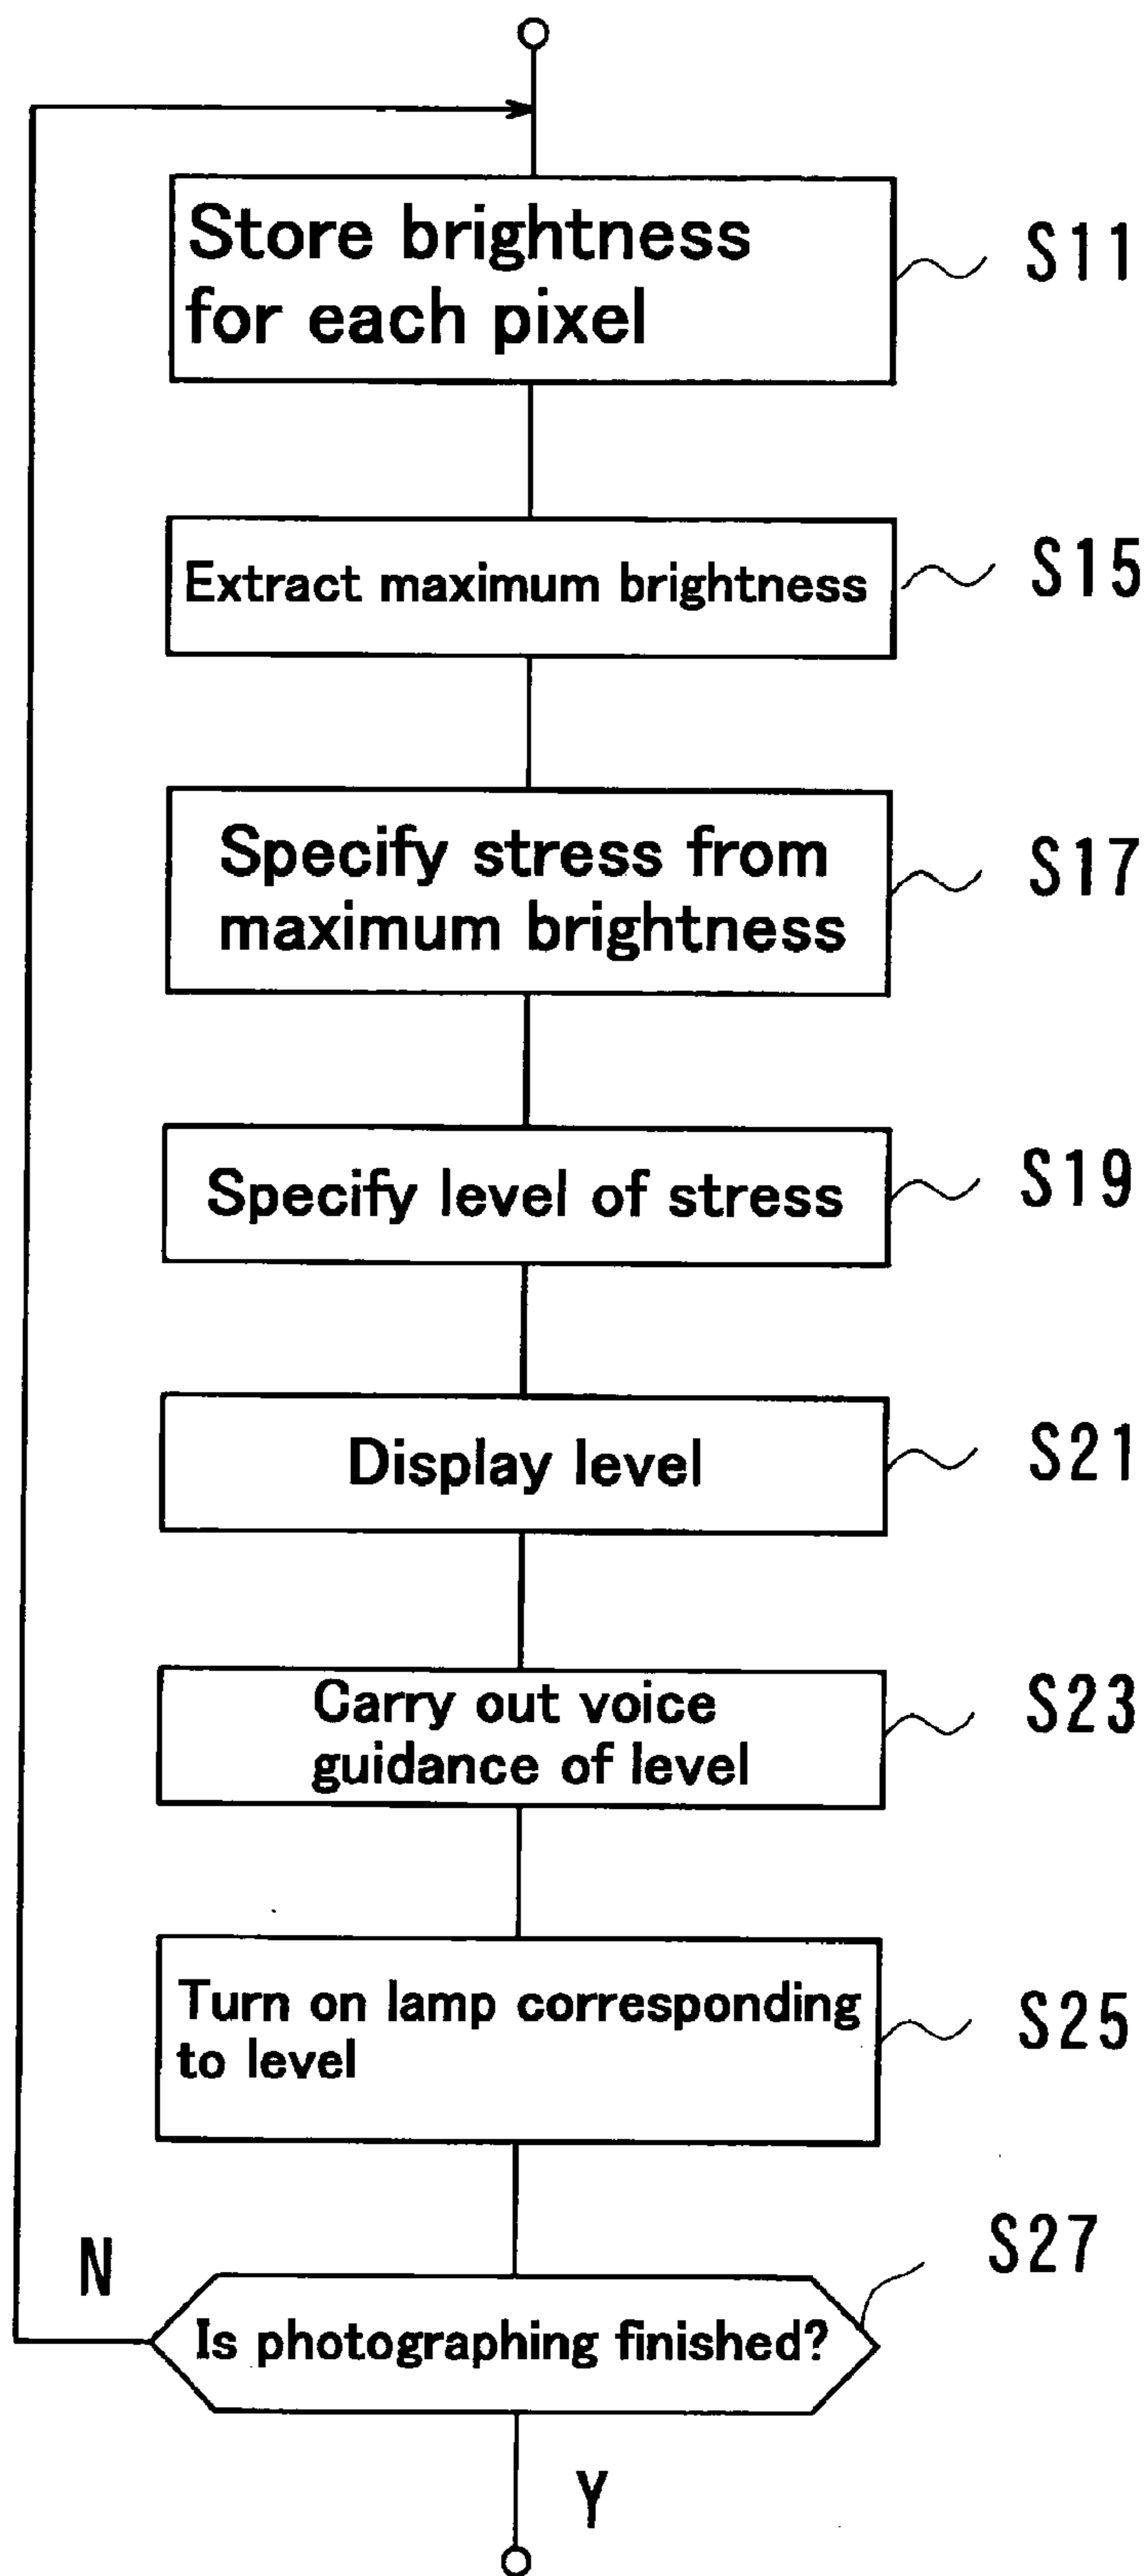 Store brightness
for each pixel
S11
Extract maximum brightness
S15
Specify stress from
maximum brightness
S17
Specify level of stress
S19
Display level
S21
Carry out voice
guidance of level
S23
Turn on lamp corresponding
to level
S25
S27
N
Is photographing finished?
Y